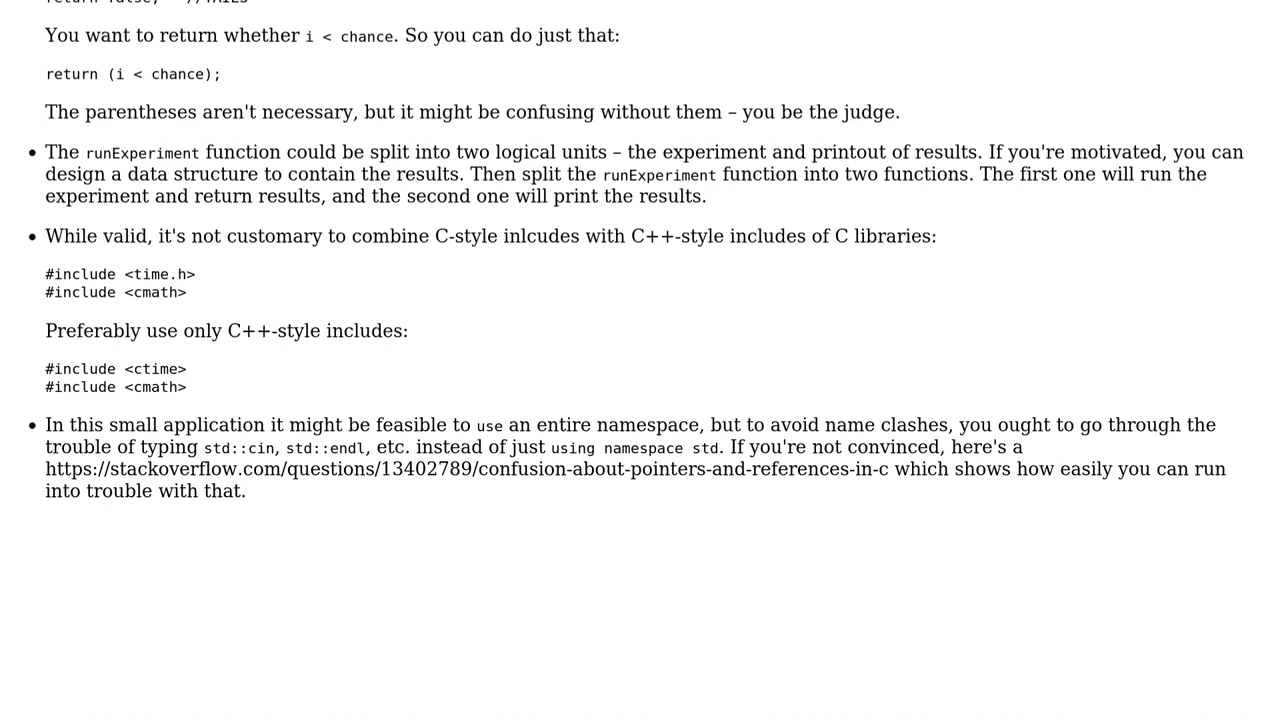 You want to return whether i < chance. So you can do just that:
return (i < chance);
The parentheses aren't necessary, but it might be confusing without them – you be the judge.
• The runExperiment function could be split into two logical units – the experiment and printout of results. If you're motivated, you can
design a data structure to contain the results. Then split the runExperiment function into two functions. The first one will run the
experiment and return results, and the second one will print the results.
• While valid, it's not customary to combine C-style inlcudes with C++-style includes of C libraries:
#include <time.h>
#include <cmath>
Preferably use only C++-style includes:
#include <ctime>
#include <cmath>
• In this small application it might be feasible to use an entire namespace, but to avoid name clashes, you ought to go through the
trouble of typing std::cin, std::endl, etc. instead of just using namespace std. If you're not convinced, here's a
https://stackoverflow.com/questions/13402789/confusion-about-pointers-and-references-in-c which shows how easily you can run
into trouble with that.